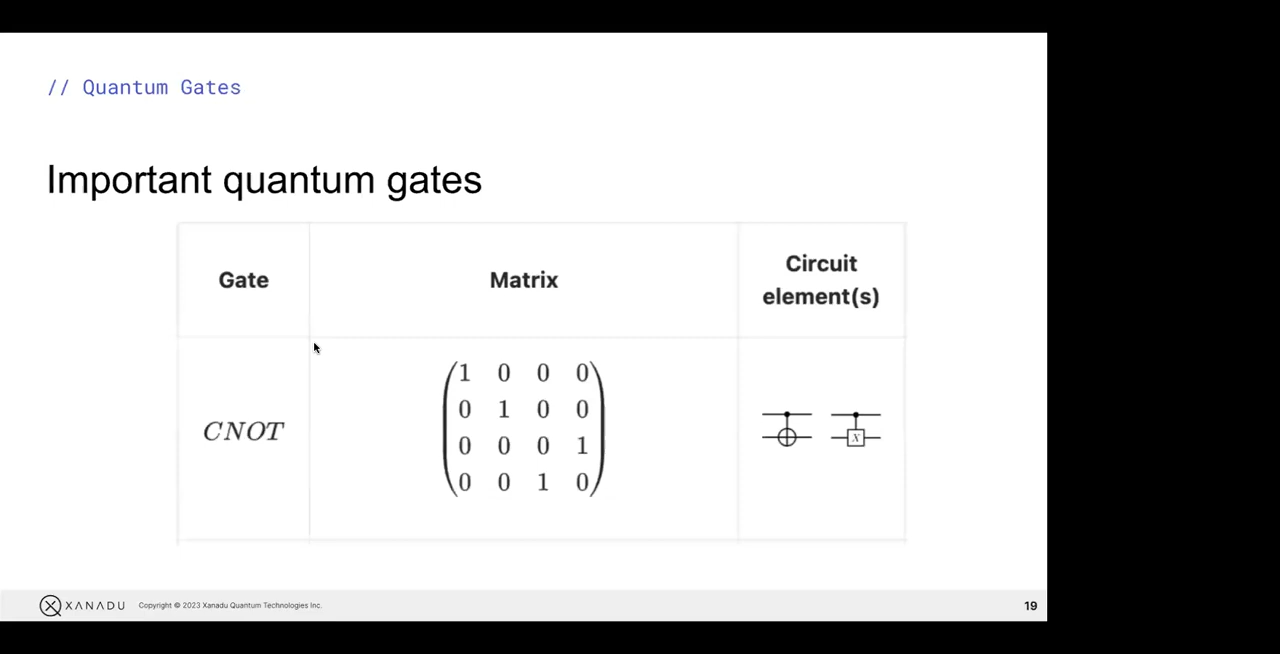 // Quantum Gates
Important quantum gates
Gate Matrix Circuit
element(s)
CNOT
1 0 0 0
0 1 0 0
0 0 0 1
0 0 1 0
X
XANADU Copyright © 2023 Xanadu Quantum Technologies Inc. 19